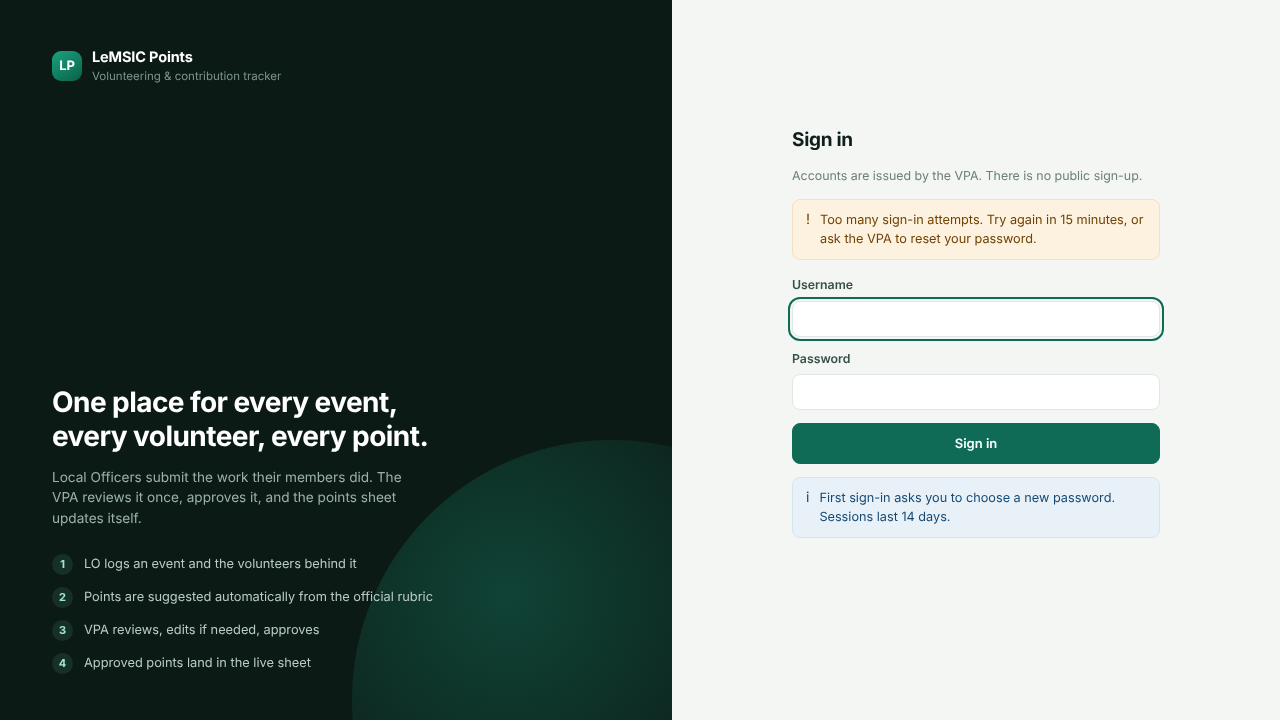 LP
LeMSIC Points
Volunteering & contribution tracker
One place for every event,
every volunteer, every point.
Local Officers submit the work their members did. The
VPA reviews it once, approves it, and the points sheet
updates itself.
1 LO logs an event and the volunteers behind it
2 Points are suggested automatically from the official rubric
3 VPA reviews, edits if needed, approves
4 Approved points land in the live sheet
Sign in
Accounts are issued by the VPA. There is no public sign-up.
! Too many sign-in attempts. Try again in 15 minutes, or
ask the VPA to reset your password.
Username
Password
Sign in
i First sign-in asks you to choose a new password.
Sessions last 14 days.